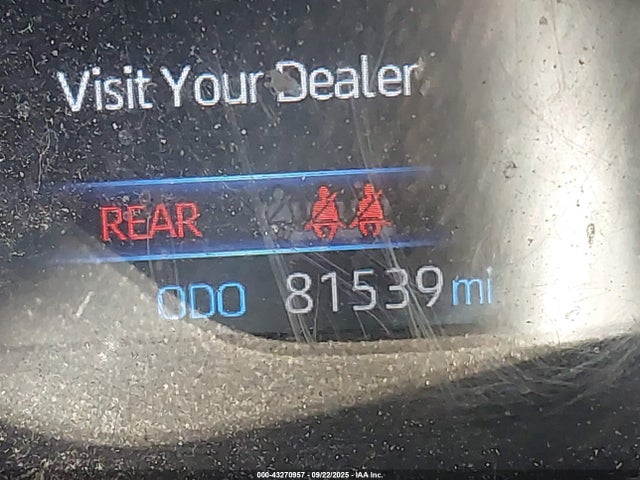 Visit Your Dealer
REAR
ODO 81539 mi
000-43270957 - 09/22/2025 - IAA Inc.